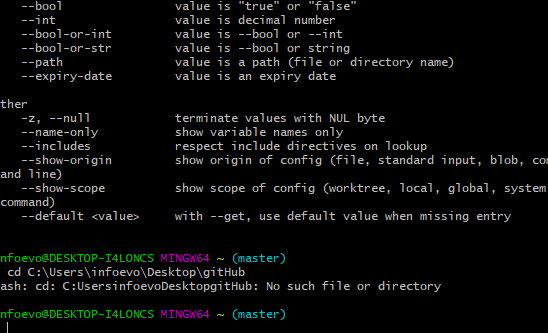 --bool value is "true" or "false"
--int value is decimal number
--bool-or-int value is --bool or --int
--bool-or-str value is --bool or string
--path value is a path (file or directory name)
--expiry-date value is an expiry date
ther
-z, --null terminate values with NUL byte
--name-only show variable names only
--includes respect include directives on lookup
--show-origin show origin of config (file, standard input, blob, com
and line)
--show-scope show scope of config (worktree, local, global, system
command)
--default <value> with --get, use default value when missing entry
nfoevo@DESKTOP-I4LONCS MINGW64 ~ (master)
cd C:\Users\infoevo\Desktop\gitHub
ash: cd: C:UsersinfoevoDesktopgitHub: No such file or directory
nfoevo@DESKTOP-I4LONCS MINGW64 ~ (master)